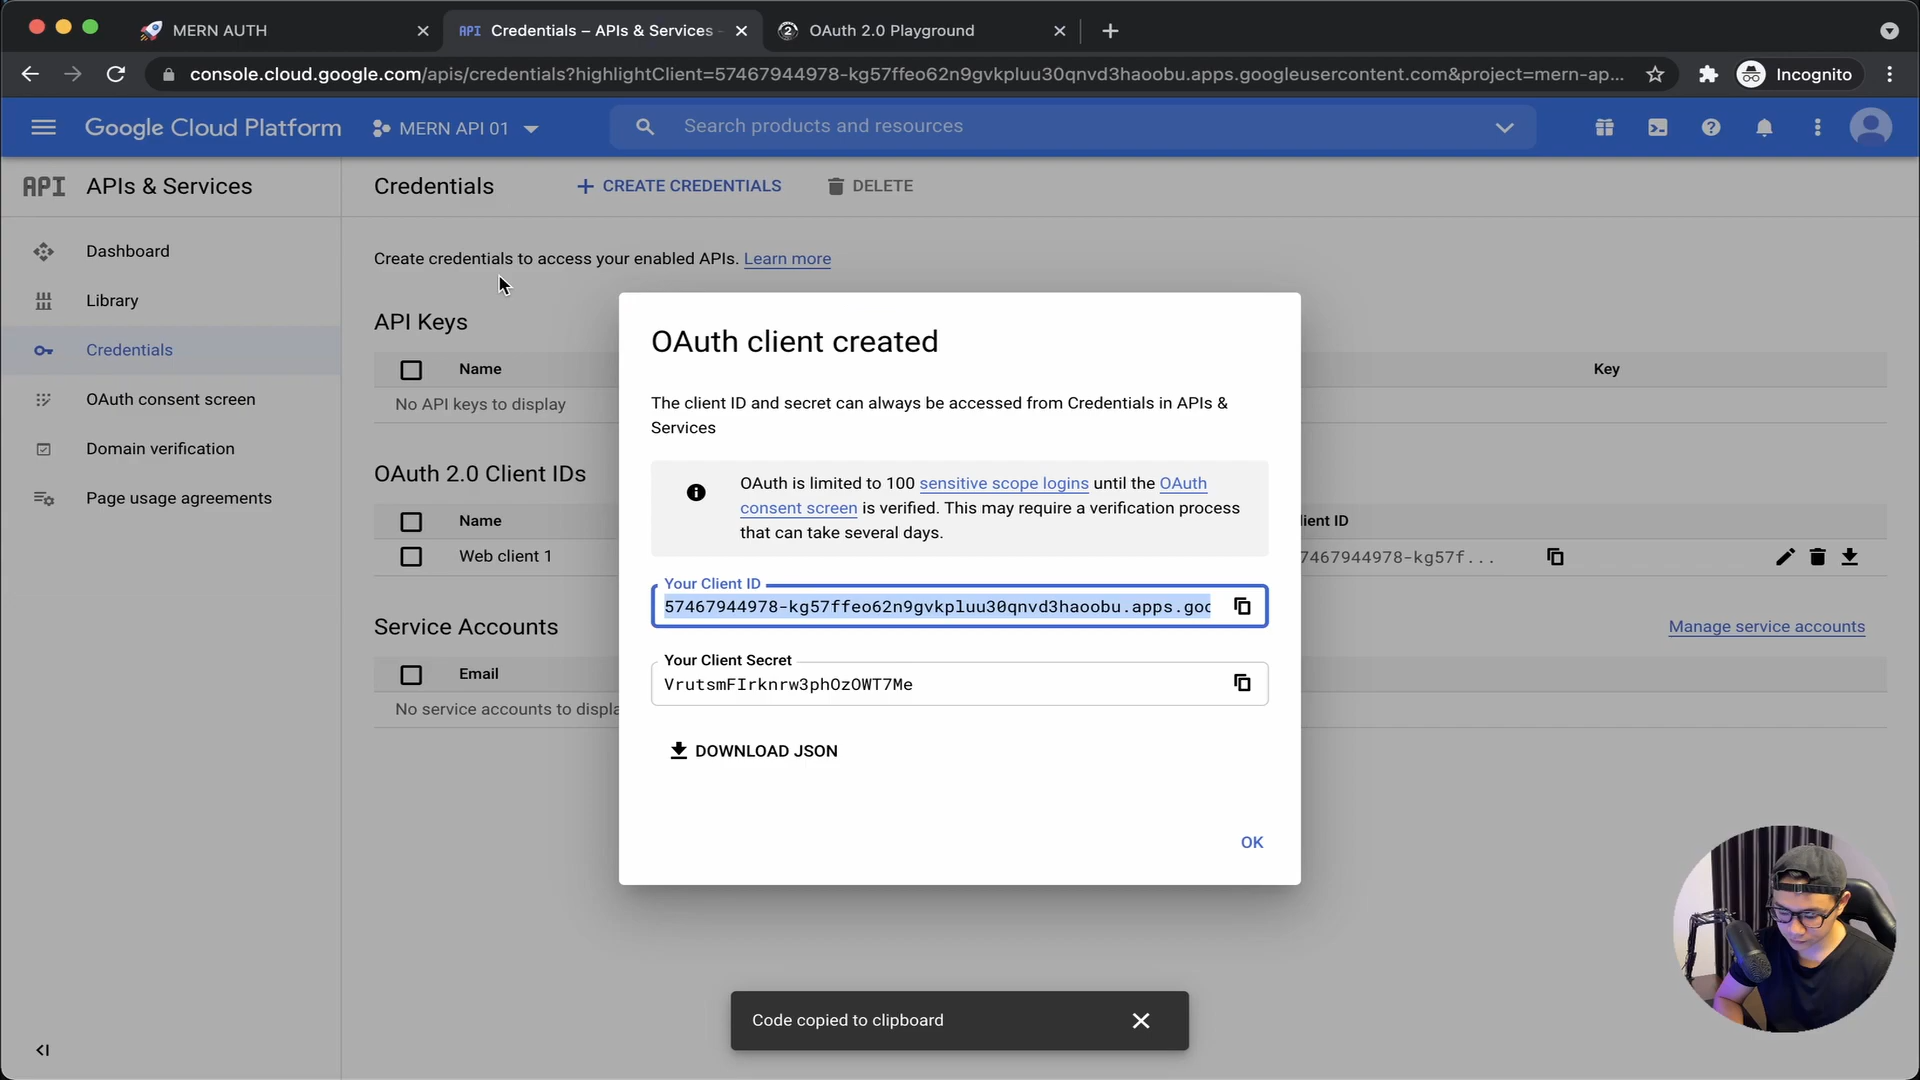 MERN AUTH
API Credentials – APIs & Services -
OAuth 2.0 Playground
console.cloud.google.com/apis/credentials?highlightClient=57467944978-kg57ffeo62n9gvkpluu30qnvd3haoobu.apps.googleusercontent.com&project=mern-ap...
Incognito
Google Cloud Platform
MERN API 01
Search products and resources
API APIs & Services
Credentials
CREATE CREDENTIALS
DELETE
Dashboard
Library
Credentials
OAuth consent screen
Domain verification
Page usage agreements
Create credentials to access your enabled APIs. Learn more
API Keys
Name
Key
No API keys to display
OAuth 2.0 Client IDs
Name
lient ID
Web client 1
7467944978-kg57f...
Service Accounts
Manage service accounts
Email
No service accounts to displa
OAuth client created
The client ID and secret can always be accessed from Credentials in APIs &
Services
OAuth is limited to 100 sensitive scope logins until the OAuth
consent screen is verified. This may require a verification process
that can take several days.
Your Client ID
57467944978-kg57ffeo62n9gvkpluu30qnvd3haoobu.apps.goo
Your Client Secret
VrutsmFIrknrw3phOzOWT7Me
DOWNLOAD JSON
OK
Code copied to clipboard